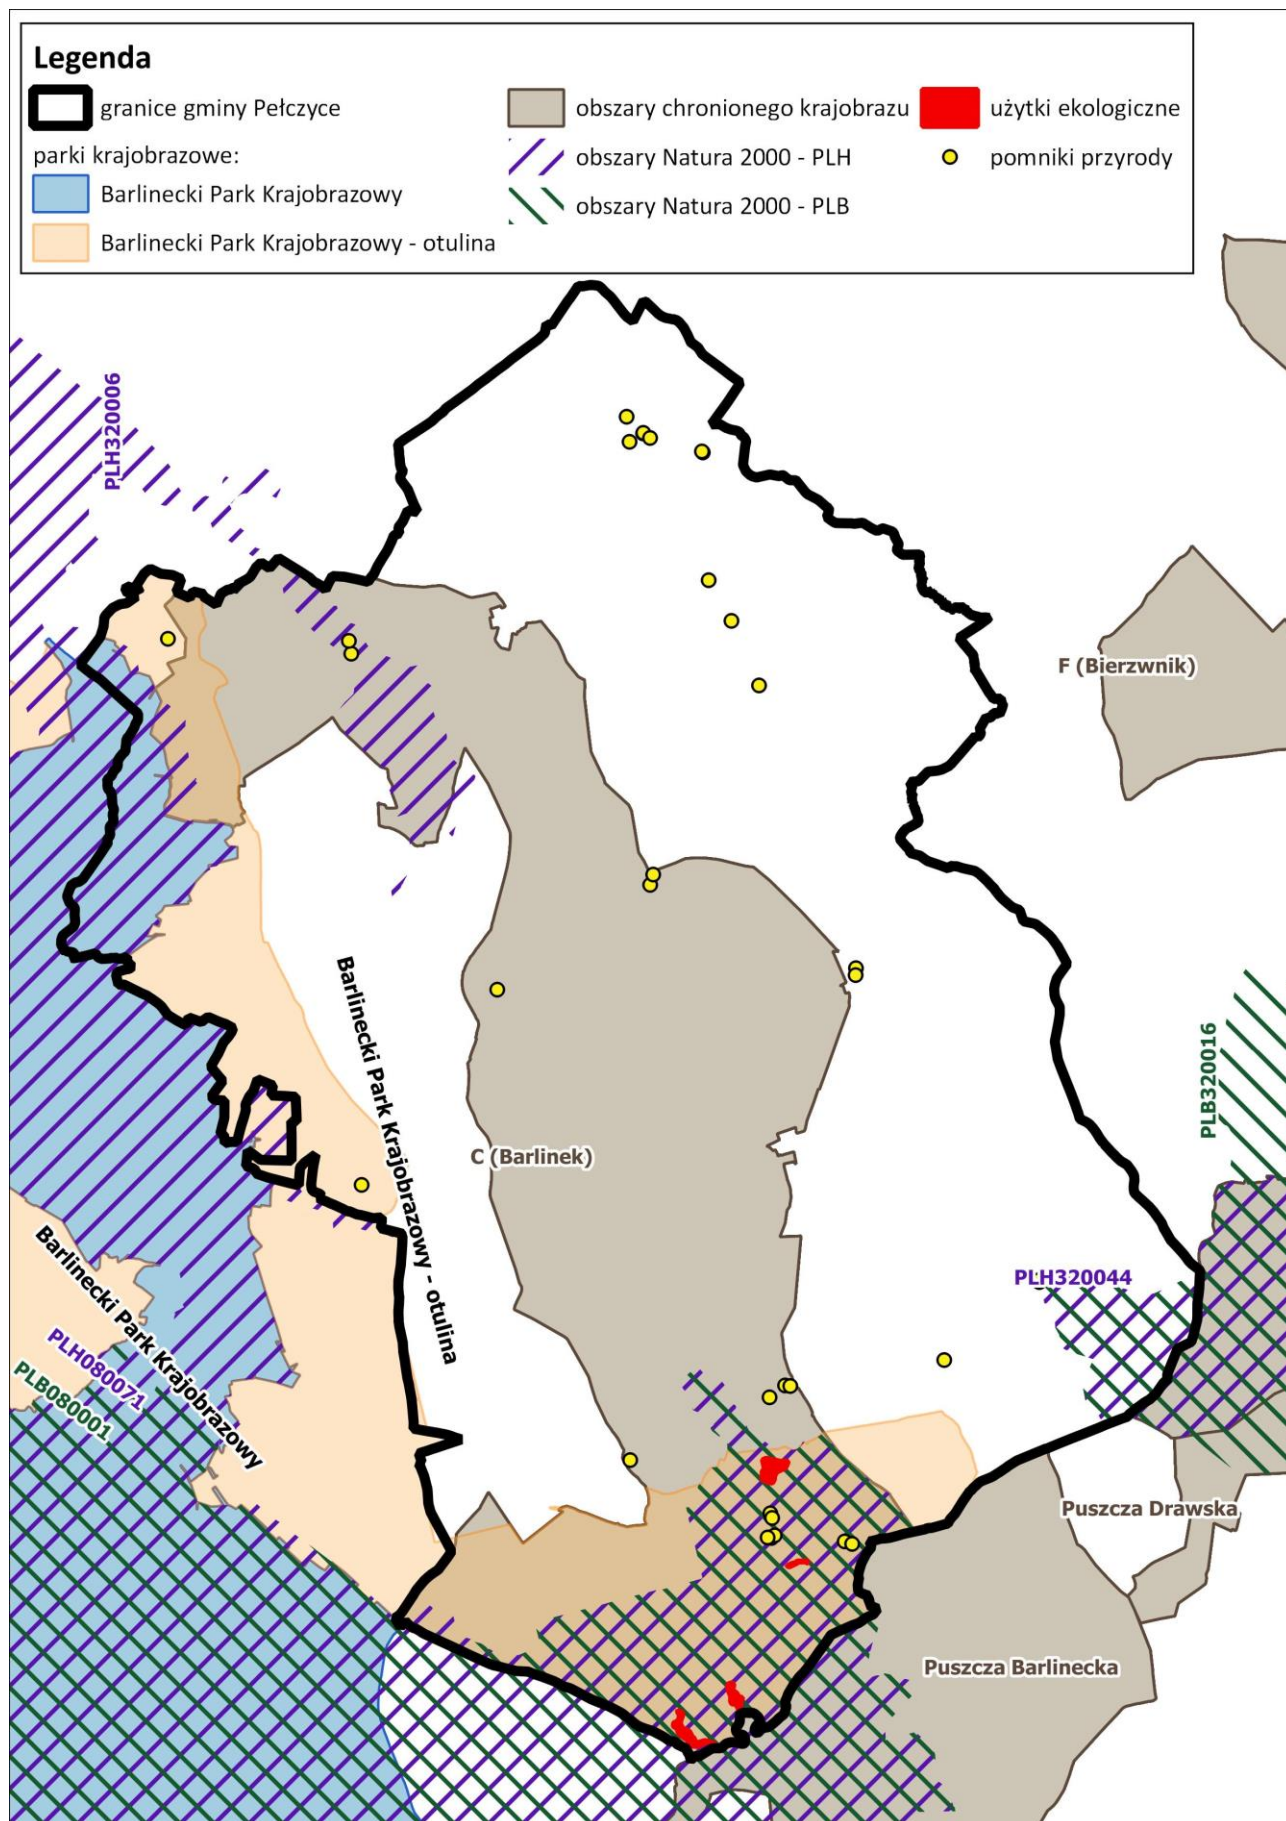 Legenda
granice gminy Pełczyce
parki krajobrazowe:
Barlinecki Park Krajobrazowy
Barlinecki Park Krajobrazowy - otulina
obszary chronionego krajobrazu
obszary Natura 2000 - PLH
obszary Natura 2000 - PLB
użytki ekologiczne
pomniki przyrody
PLH320006
F (Bierzwnik)
Barlinecki Park Krajobrazowy - otulina
C (Barlinek)
PLB320016
PLH320044
Barlinecki Park Krajobrazowy
PLH080071
PLB080001
Puszcza Drawska
Puszcza Barlinecka